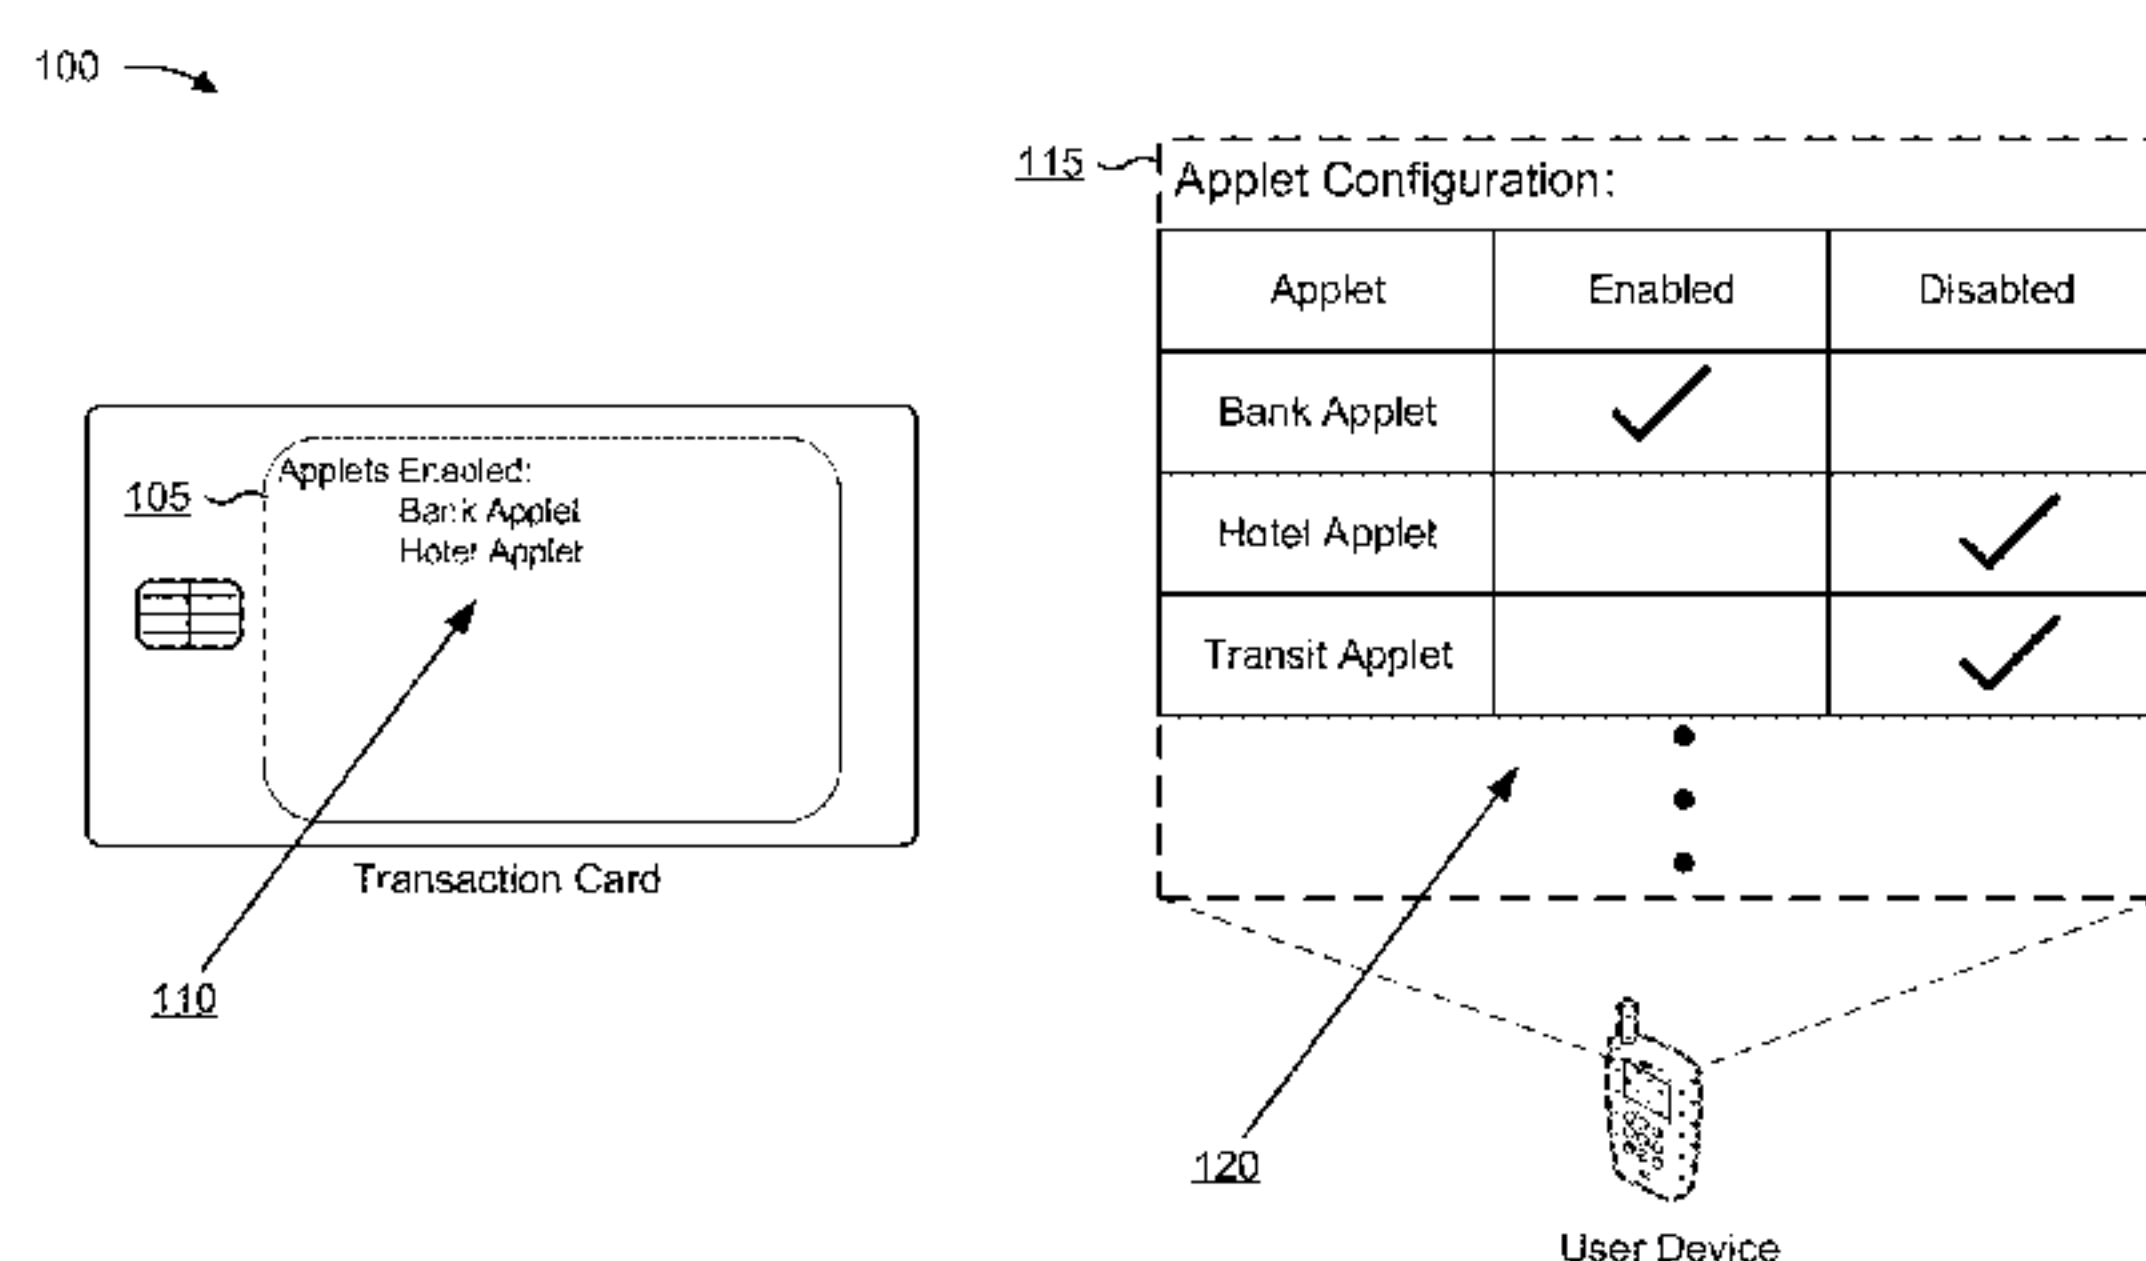 100
115
Applet Configuration:
Applet Enabled Disabled
Bank Applet
Hotel Applet
Transit Applet
105
Applets Enabled:
Bank Applet
Hotel Applet
Transaction Card
110
120
User Device